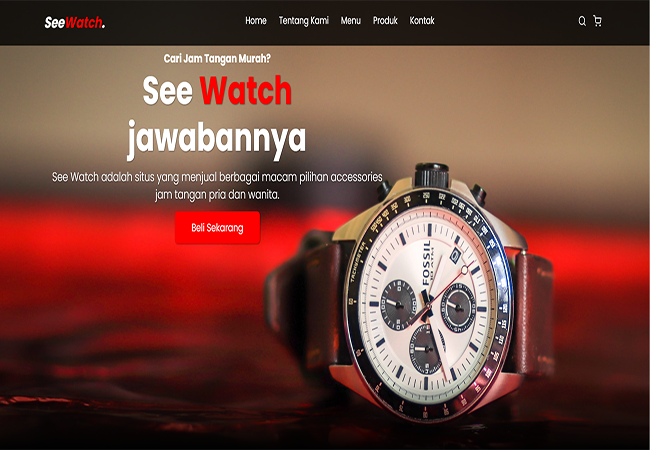 SeeWatch.
Home Tentang Kami Menu Produk Kontak
Cari Jam Tangan Murah?
See Watch
jawabannya
See Watch adalah situs yang menjual berbagai macam pilihan accessories
jam tangan pria dan wanita.
Beli Sekarang
TACHYMETER
FOSSIL